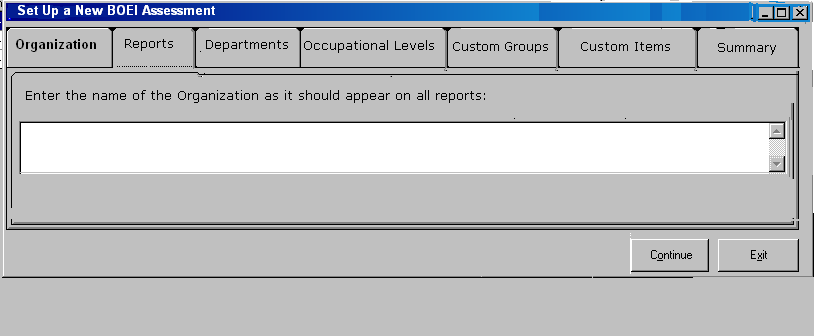 Set Up a New BOEI Assessment
Organization Reports Departments Occupational Levels Custom Groups Custom Items Summary
Enter the name of the Organization as it should appear on all reports:
Continue Exit